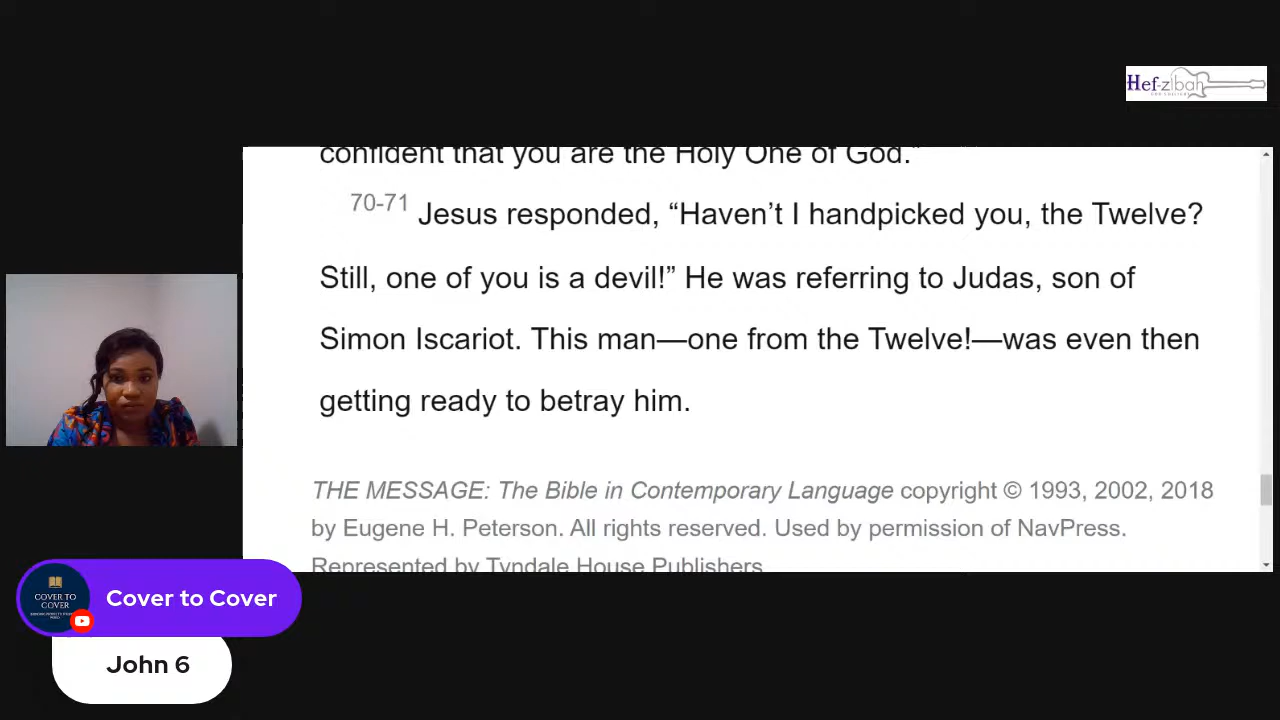 Hef-zibah
confident that you are the Holy One of God.”
70-71 Jesus responded, “Haven’t I handpicked you, the Twelve?
Still, one of you is a devil!” He was referring to Judas, son of
Simon Iscariot. This man—one from the Twelve!—was even then
getting ready to betray him.
THE MESSAGE: The Bible in Contemporary Language copyright © 1993, 2002, 2018
by Eugene H. Peterson. All rights reserved. Used by permission of NavPress.
Represented by Tyndale House Publishers
COVER TO
COVER
Cover to Cover
John 6